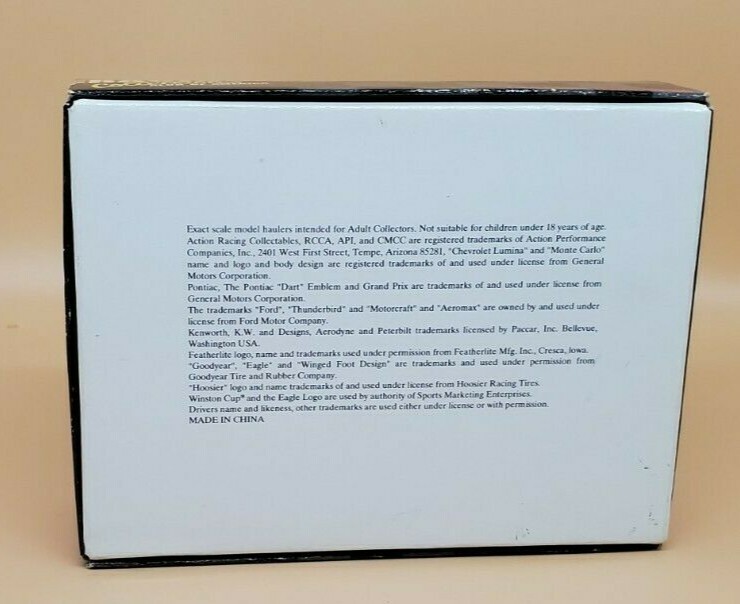 Exact scale model haulers intended for Adult Collectors. Not suitable for children under 18 years of age.
Action Racing Collectables, RCCA, API, and CMCC are registered trademarks of Action Performance
Companies, Inc., 2401 West First Street, Tempe, Arizona 85281, "Chevrolet Lumina" and "Monte Carlo"
name and logo and body design are registered trademarks of and used under license from General
Motors Corporation.
Pontiac, The Pontiac "Dart" Emblem and Grand Prix are trademarks of and used under license from
General Motors Corporation.
The trademarks "Ford", "Thunderbird" and "Motorcraft" and "Aeromax" are owned by and used under
license from Ford Motor Company.
Kenworth, K.W. and Designs, Aerodyne and Peterbilt trademarks licensed by Paccar, Inc. Bellevue,
Washington USA.
Featherlite logo, name and trademarks used under permission from Featherlite Mfg. Inc., Cresca, Iowa.
"Goodyear", "Eagle" and "Winged Foot Design" are trademarks and used under permission from
Goodyear Tire and Rubber Company.
"Hoosier" logo and name trademarks of and used under license from Hoosier Racing Tires.
Winston Cup® and the Eagle Logo are used by authority of Sports Marketing Enterprises.
Drivers name and likeness, other trademarks are used either under license or with permission.
MADE IN CHINA